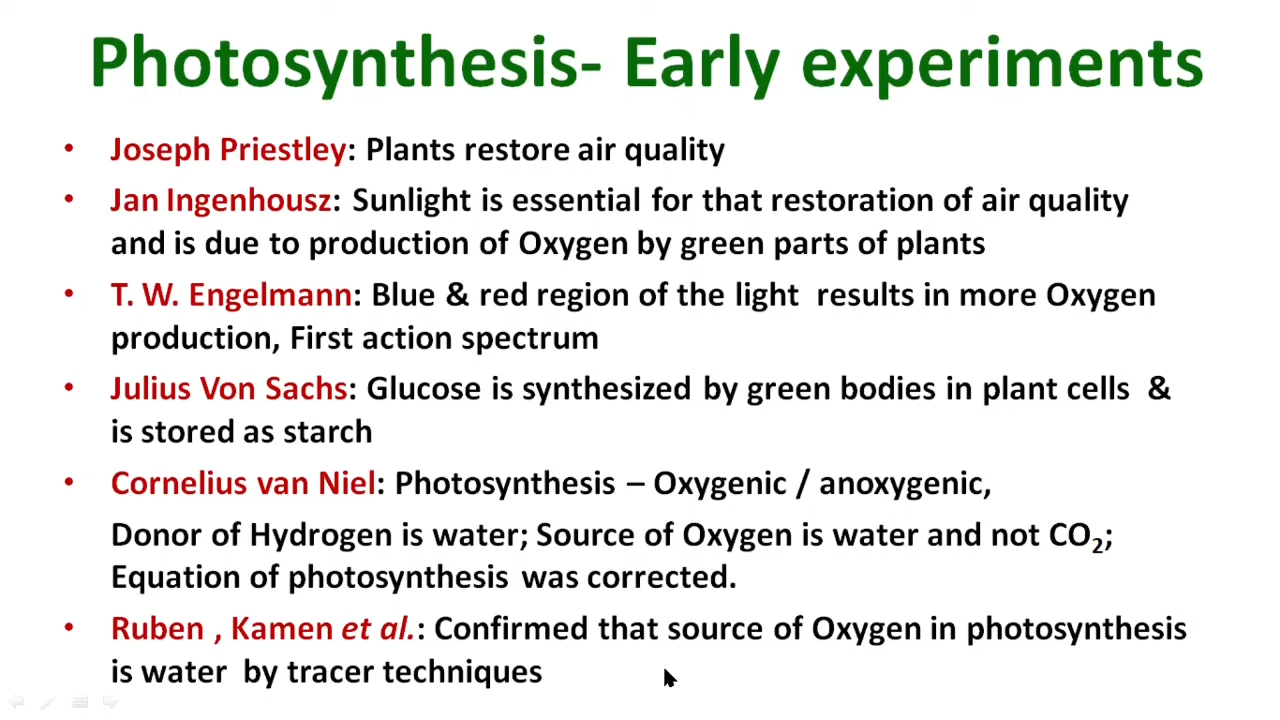 Photosynthesis- Early experiments
• Joseph Priestley: Plants restore air quality
• Jan Ingenhousz: Sunlight is essential for that restoration of air quality
and is due to production of Oxygen by green parts of plants
• T. W. Engelmann: Blue & red region of the light results in more Oxygen
production, First action spectrum
• Julius Von Sachs: Glucose is synthesized by green bodies in plant cells &
is stored as starch
• Cornelius van Niel: Photosynthesis – Oxygenic / anoxygenic,
Donor of Hydrogen is water; Source of Oxygen is water and not CO₂;
Equation of photosynthesis was corrected.
• Ruben , Kamen et al.: Confirmed that source of Oxygen in photosynthesis
is water by tracer techniques